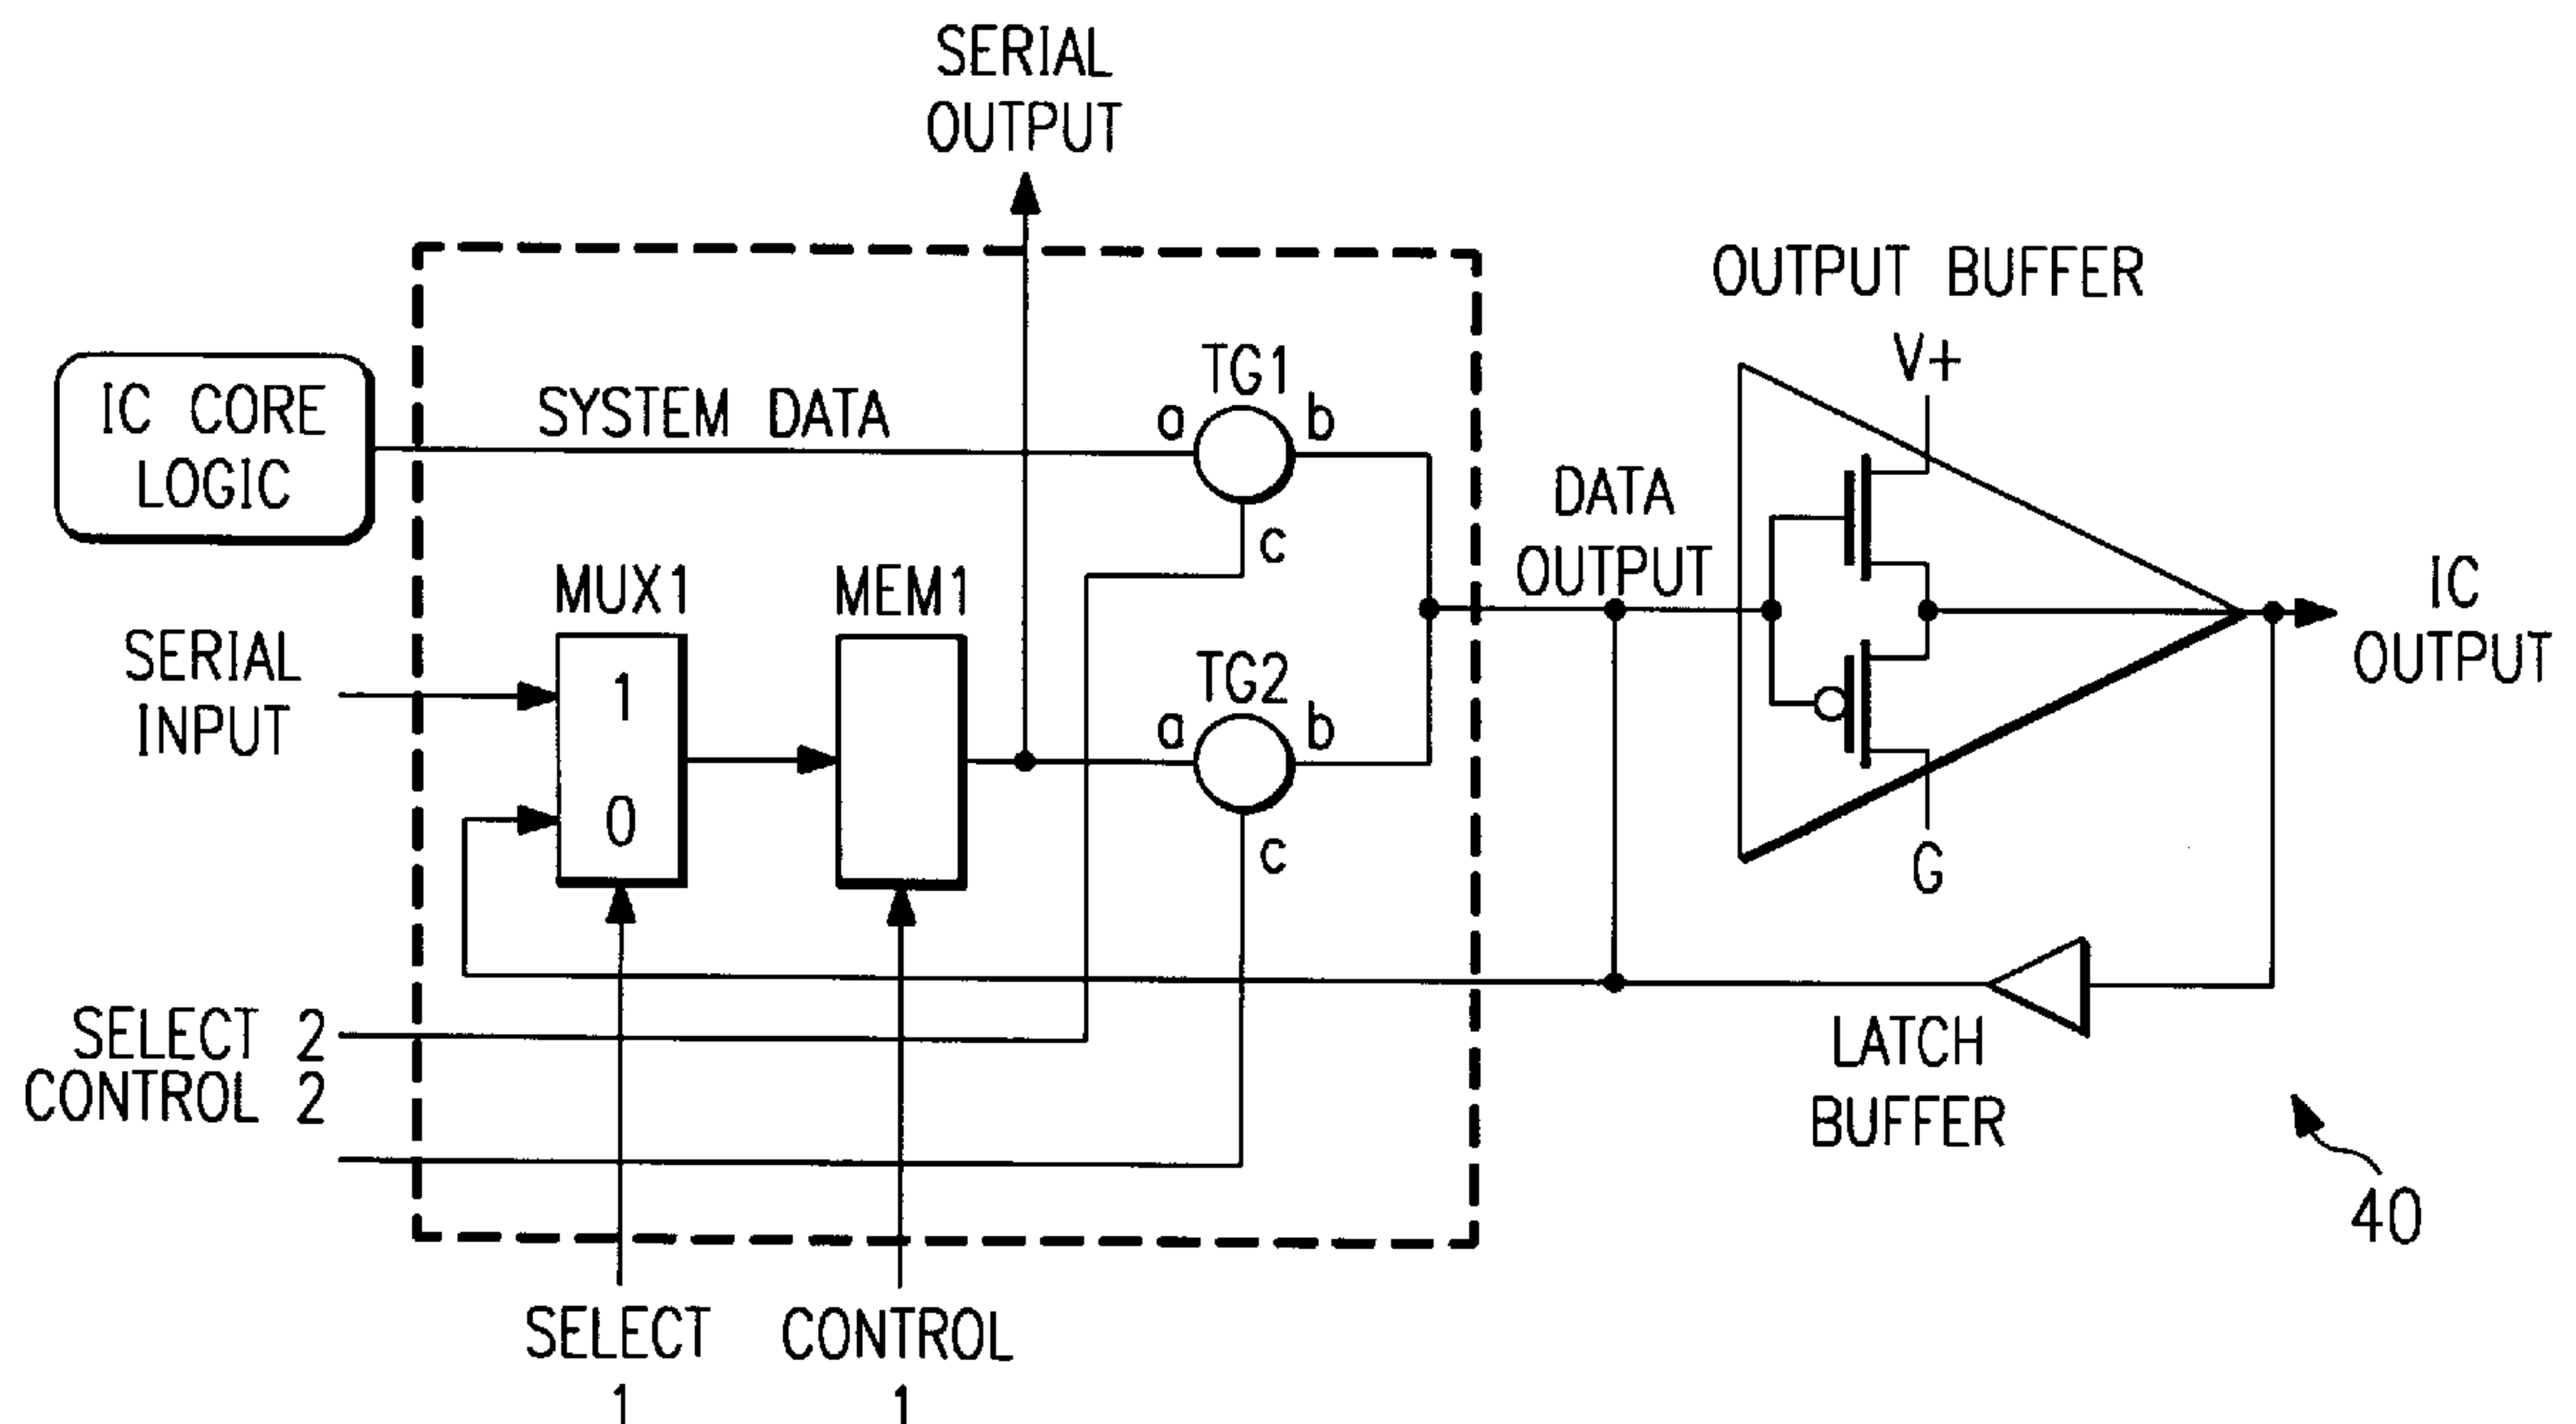 SERIAL
OUTPUT
OUTPUT BUFFER
V+
TG1
IC CORE
LOGIC
SYSTEM DATA
a
b
c
DATA
OUTPUT
IC
OUTPUT
MUX1
MEM1
SERIAL
INPUT
1
0
TG2
a
b
c
G
SELECT 2
CONTROL 2
LATCH
BUFFER
40
SELECT
1
CONTROL
1